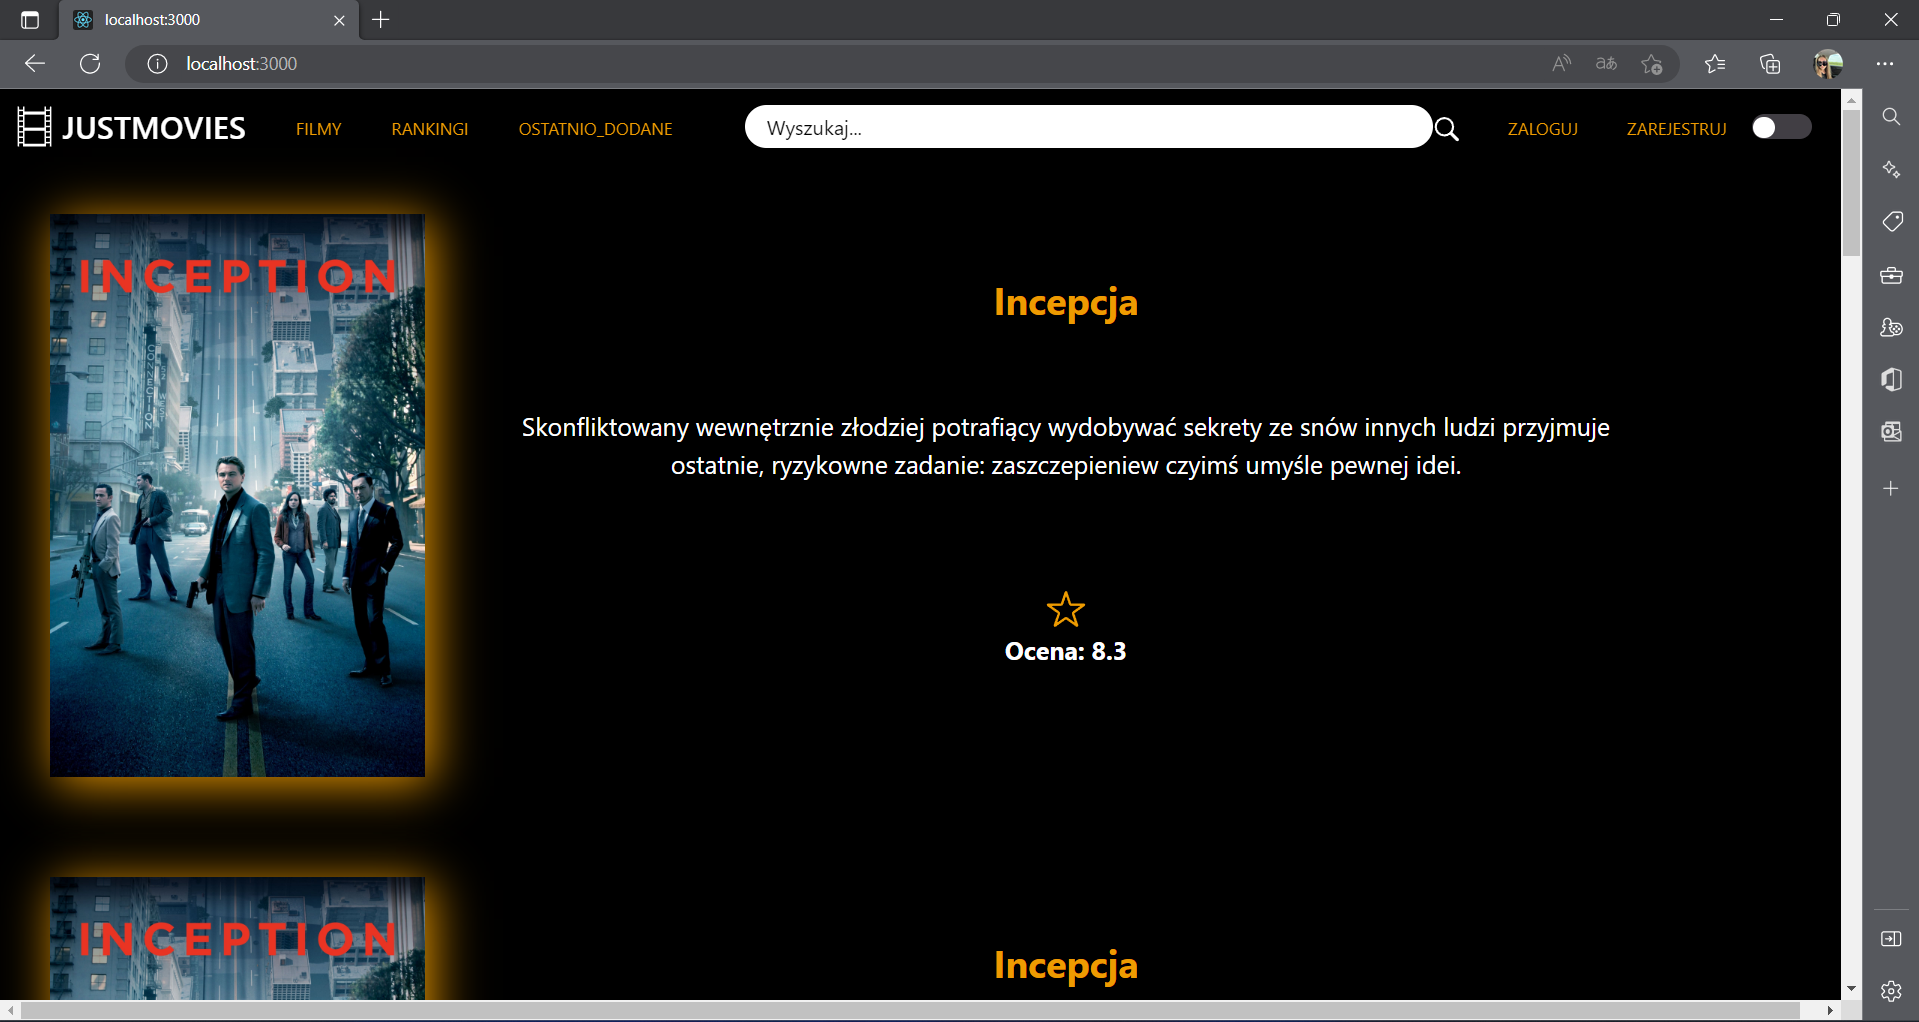 localhost:3000
localhost:3000
JUSTMOVIES FILMY RANKINGI OSTATNIO_DODANE Wyszukaj... ZALOGUJ ZAREJESTRUJ
INCEPTION
CONNECTION
Incepcja
Skonfliktowany wewnętrznie złodziej potrafiący wydobywać sekrety ze snów innych ludzi przyjmuje
ostatnie, ryzykowne zadanie: zaszczepieniew czyimś umyśle pewnej idei.
Ocena: 8.3
INCEPTION
Incepcja